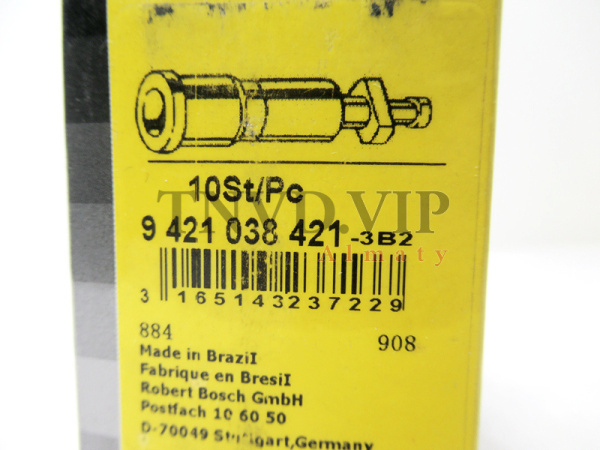 10St/Pc
TNVD.VIP
9 421 038 421-3B2
Almaty
3 165143237229
884
908
Made in Brazil
Fabrique en Bresil
Robert Bosch GmbH
Postfach 10 60 50
D-70049 Stuttgart,Germany